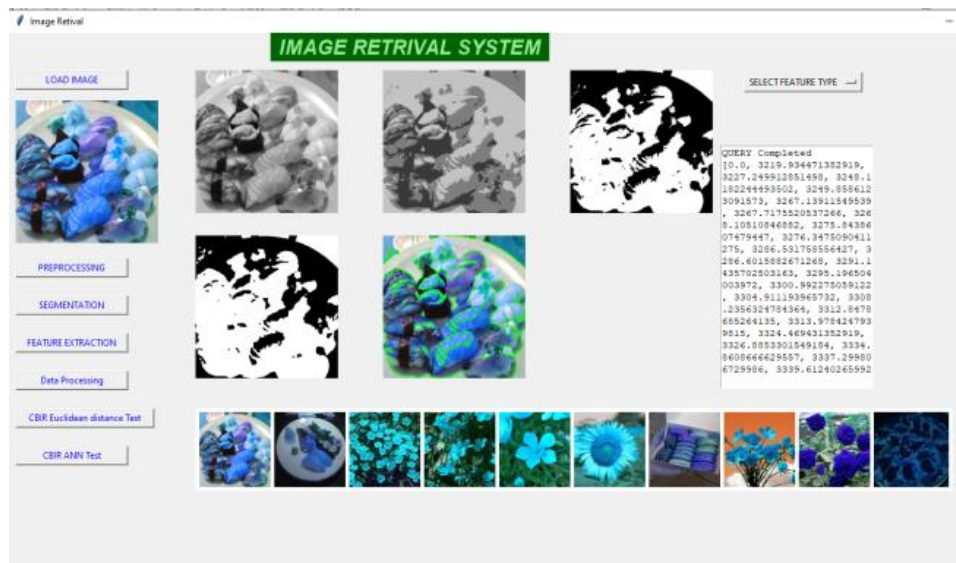 Image Retival
IMAGE RETRIVAL SYSTEM
LOAD IMAGE
SELECT FEATURE TYPE
PREPROCESSING
SEGMENTATION
FEATURE EXTRACTION
Data Processing
CBIR Euclidean distance Test
CBIR ANN Test
QUERY Completed
[0.0, 3219.934471382919,
3227.249912851498, 3248.1
182244493502, 3249.858612
3091573, 3267.13911549539
, 3267.7175520537266, 326
8.10510846882, 3275.84386
07479447, 3276.3475090411
275, 3286.531758556427, 3
286.6015882671268, 3291.1
435702503163, 3295.196504
003972, 3300.992275059122
, 3304.911193965732, 3308
.2356324784364, 3312.8478
685264135, 3313.978424793
9815, 3324.469431352919,
3326.8853301549184, 3334.
8608666629557, 3337.29980
6729986, 3339.61240265992